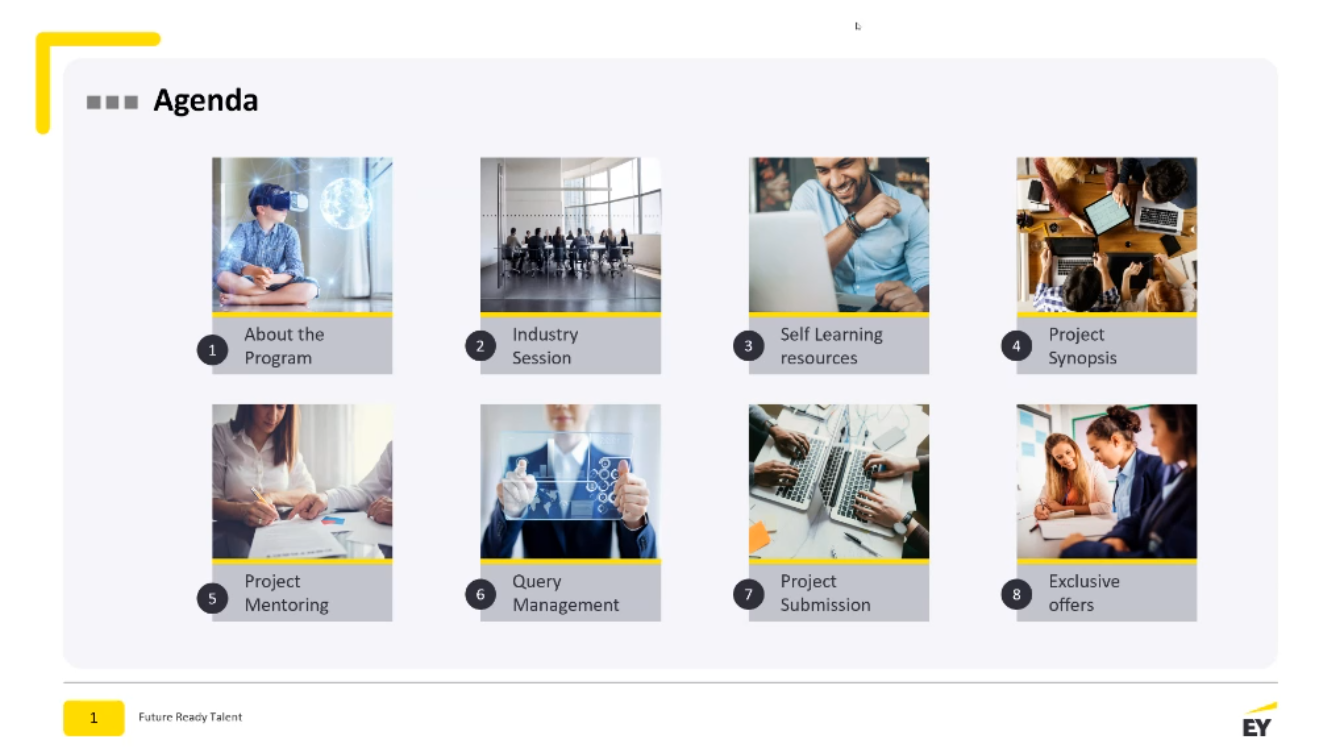 Agenda
1
About the
Program
2
Industry
Session
3
Self Learning
resources
4
Project
Synopsis
5
Project
Mentoring
6
Query
Management
7
Project
Submission
8
Exclusive
offers
1
Future Ready Talent
EY